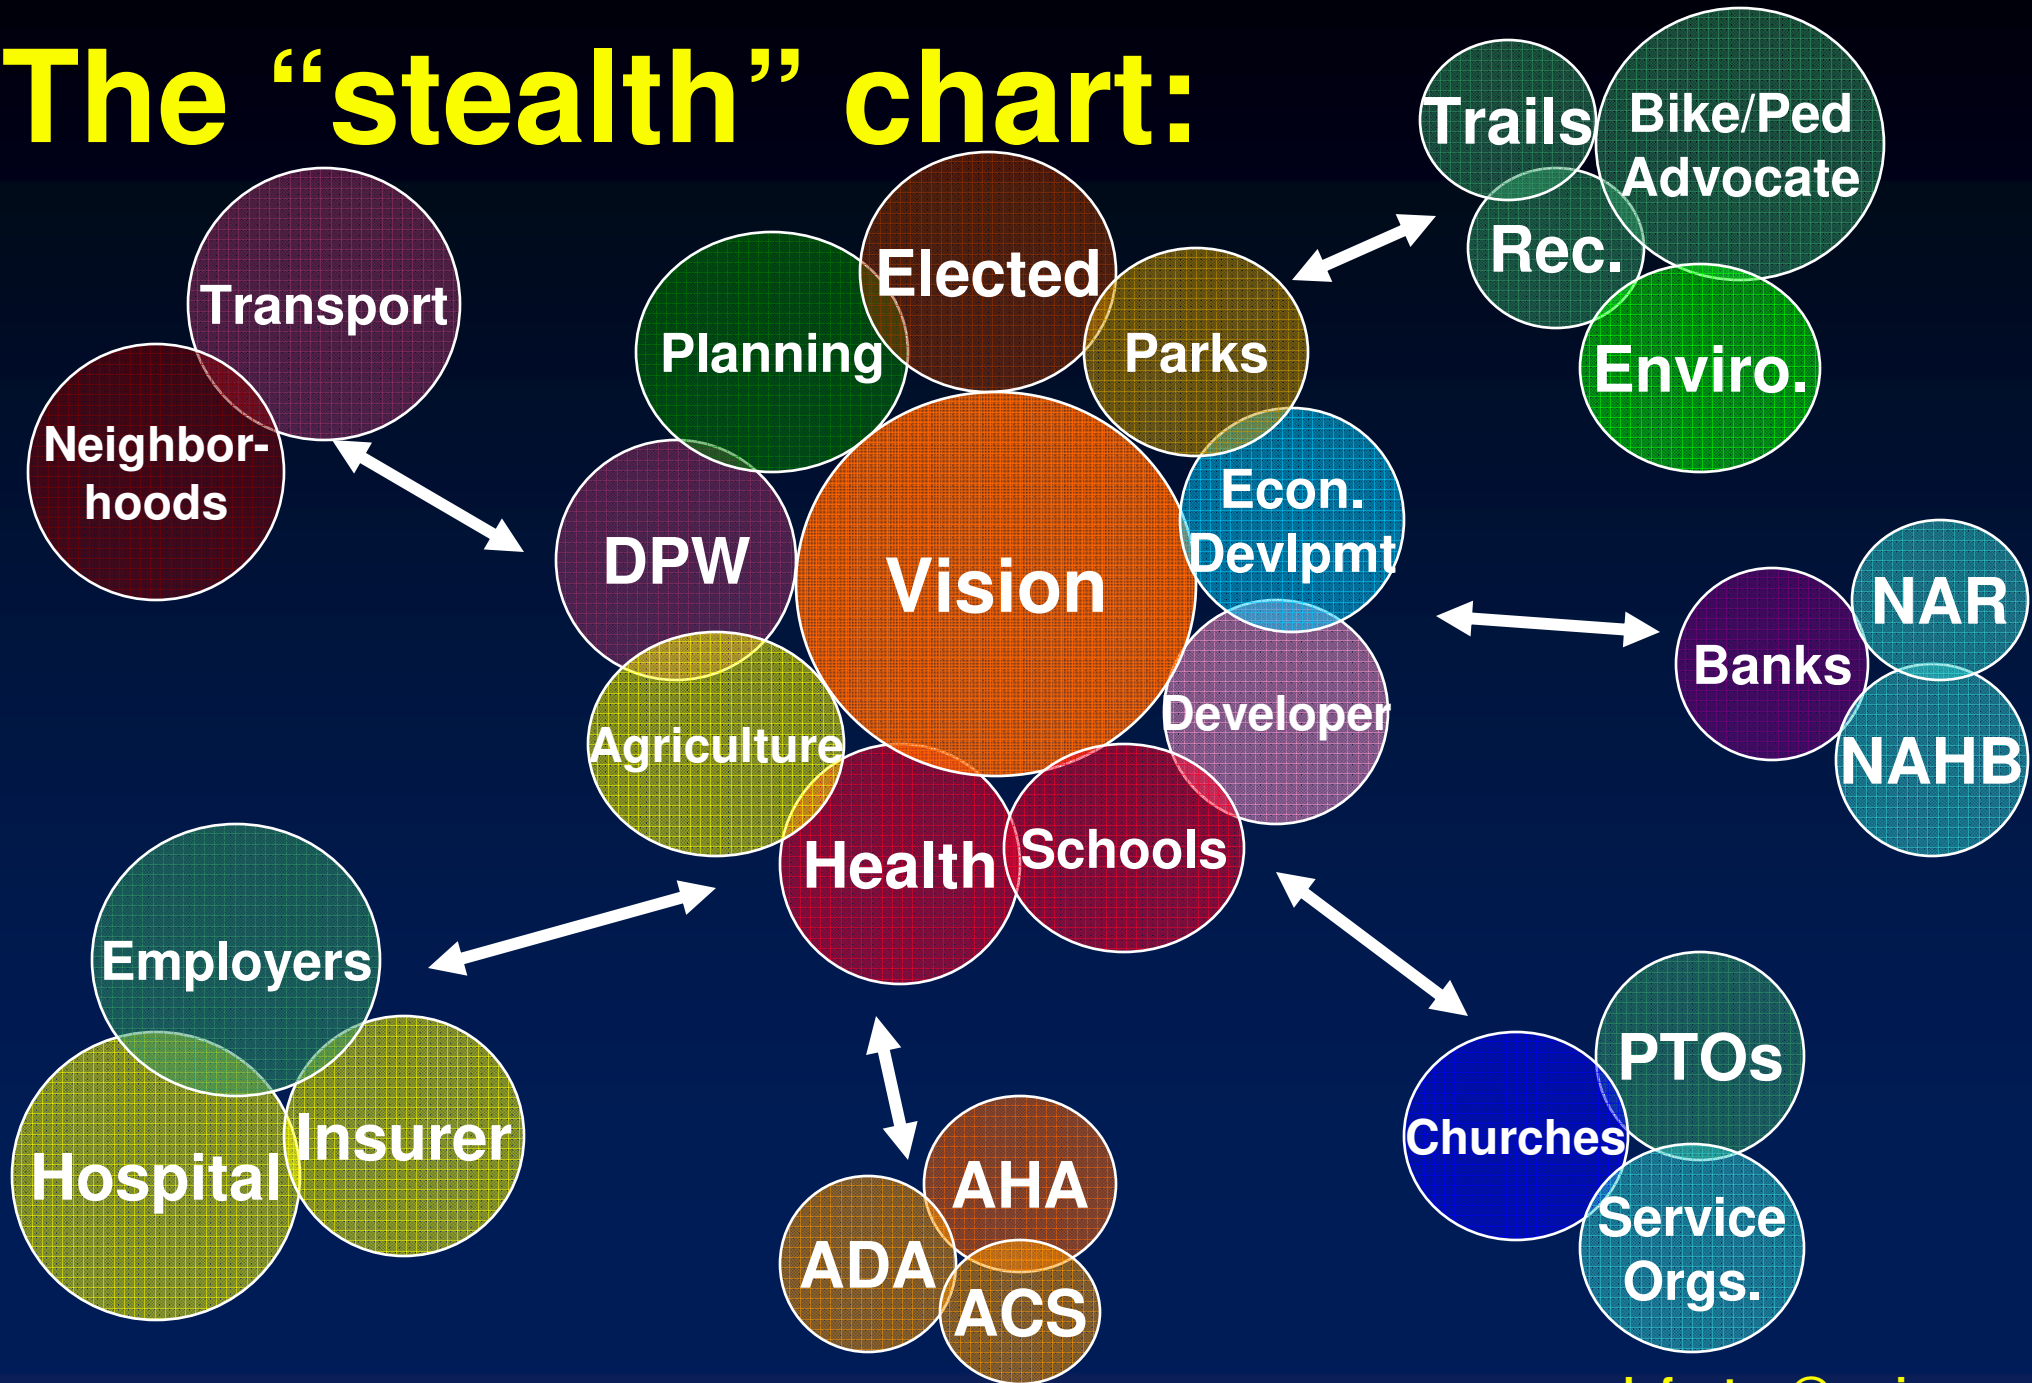 The “stealth” chart:
Trails
Bike/Ped
Advocate
Rec.
Enviro.
Transport
Neighbor-
hoods
Elected
Planning
Parks
Econ.
Devlpmt
DPW
Vision
Developer
Agriculture
Health
Schools
NAR
Banks
NAHB
Employers
Hospital
Insurer
AHA
ADA
ACS
PTOs
Churches
Service
Orgs.